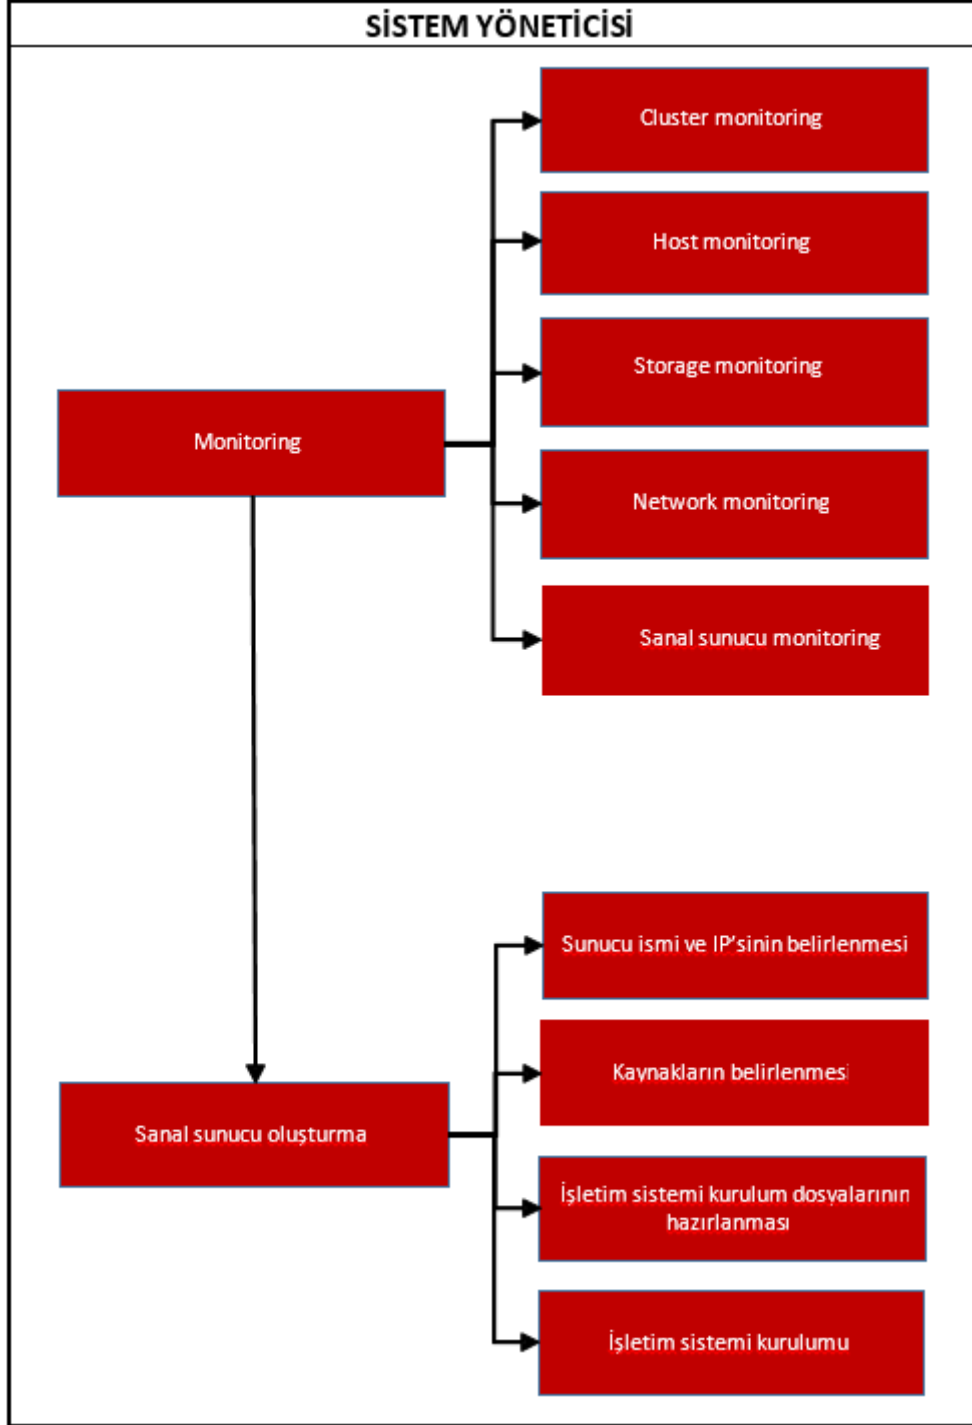 SİSTEM YÖNETİCİSİ
Cluster monitoring
Host monitoring
Storage monitoring
Monitoring
Network monitoring
Sanal sunucu monitoring
Sunucu ismi ve IP'sinin belirlenmesi
Kaynakların belirlenmesi
Sanal sunucu oluşturma
İşletim sistemi kurulum dosyalarının
hazırlanması
İşletim sistemi kurulumu